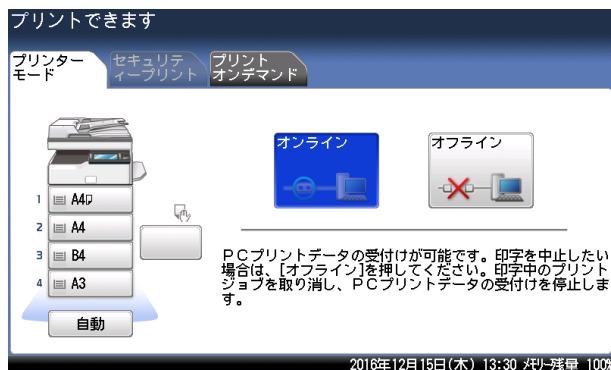 プリントできます
プリンター
モード
セキュリテ
ィープリント
プリント
オンデマンド
オンライン
オフライン
1 A4
2 A4
3 B4
4 A3
自動
ＰＣプリントデータの受付けが可能です。印字を中止したい
場合は、[オフライン]を押してください。印字中のプリント
ジョブを取り消し、ＰＣプリントデータの受付けを停止しま
す。
2016年12月15日(木) 13:30 ﾒﾓﾘｰ残量 100%